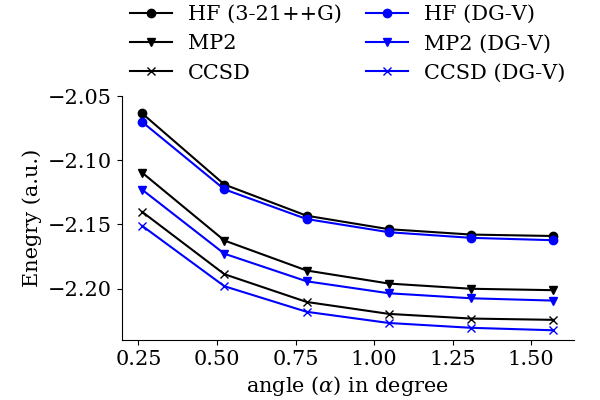 HF (3-21++G) HF (DG-V)
MP2 MP2 (DG-V)
CCSD CCSD (DG-V)
−2.05
−2.10
−2.15
−2.20
Enegry (a.u.)
0.25 0.50 0.75 1.00 1.25 1.50
angle (α) in degree